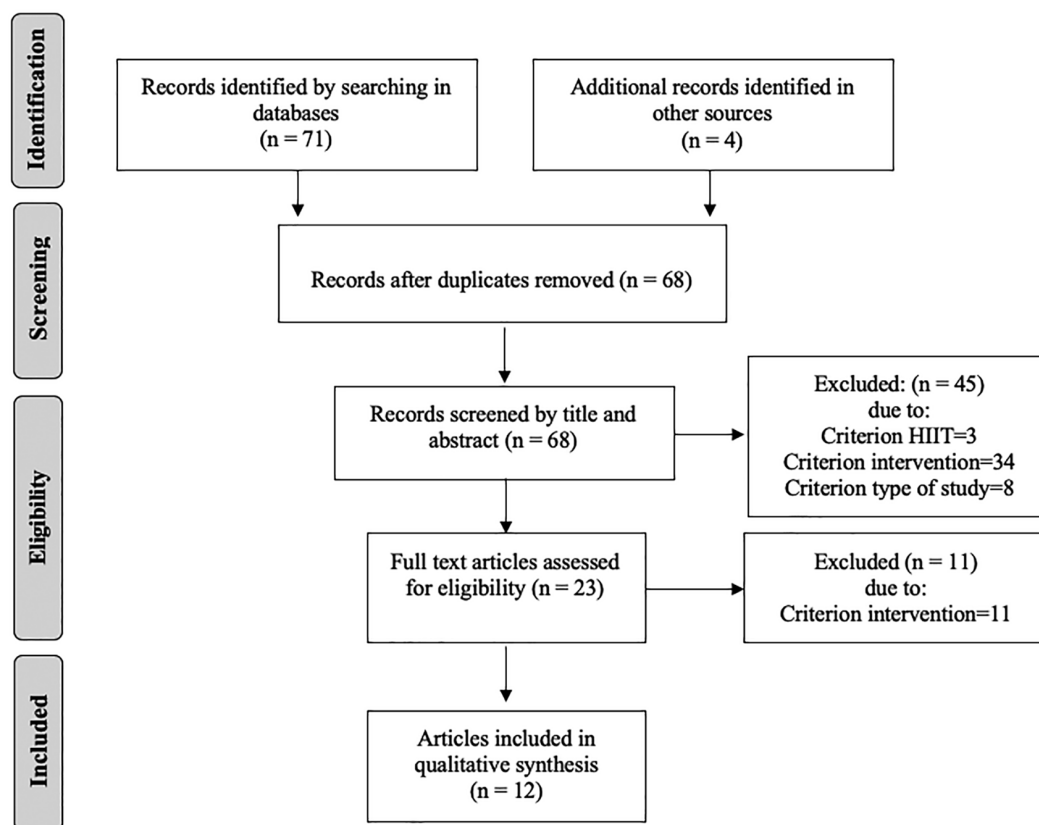 Identification
Records identified by searching in
databases
(n = 71)
Additional records identified in
other sources
(n = 4)
Screening
Records after duplicates removed (n = 68)
Eligibility
Records screened by title and
abstract (n = 68)
Excluded: (n = 45)
due to:
Criterion HIIT=3
Criterion intervention=34
Criterion type of study=8
Full text articles assessed
for eligibility (n = 23)
Excluded (n = 11)
due to:
Criterion intervention=11
Included
Articles included in
qualitative synthesis
(n = 12)